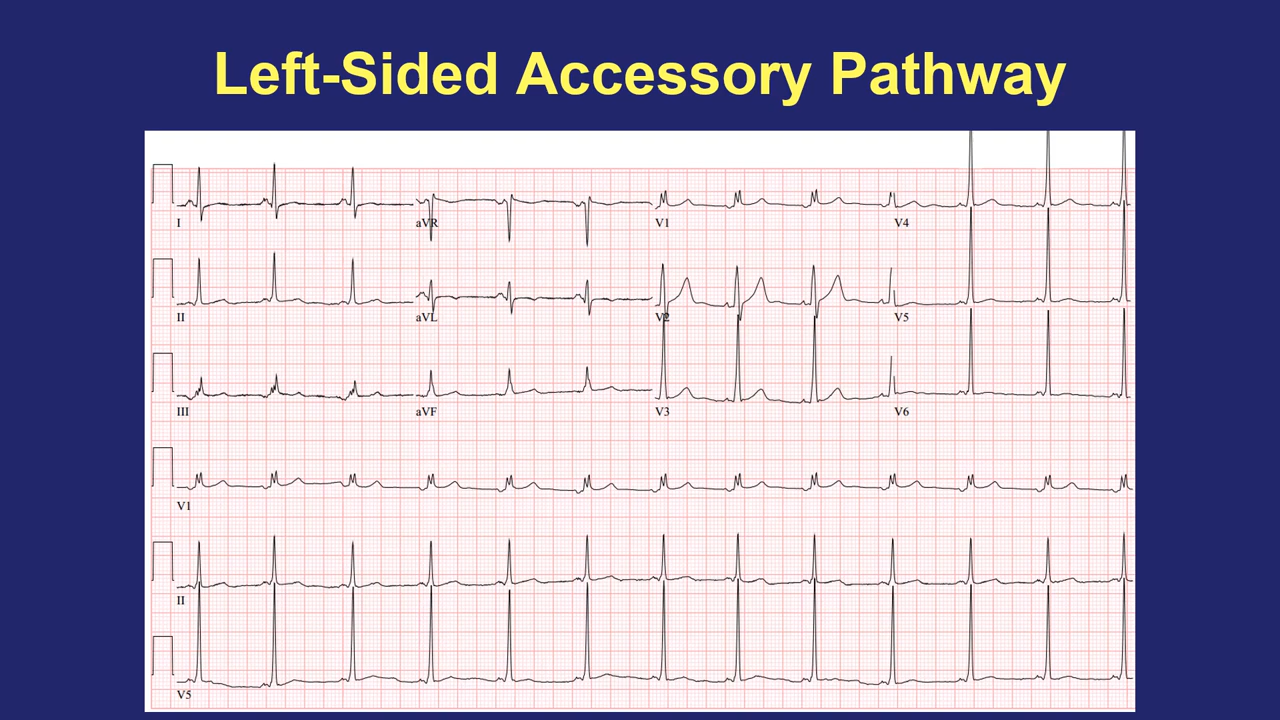 Left-Sided Accessory Pathway
I aVR V1 V4
II aVL V2 V5
III aVF V3 V6
V1
II
V5